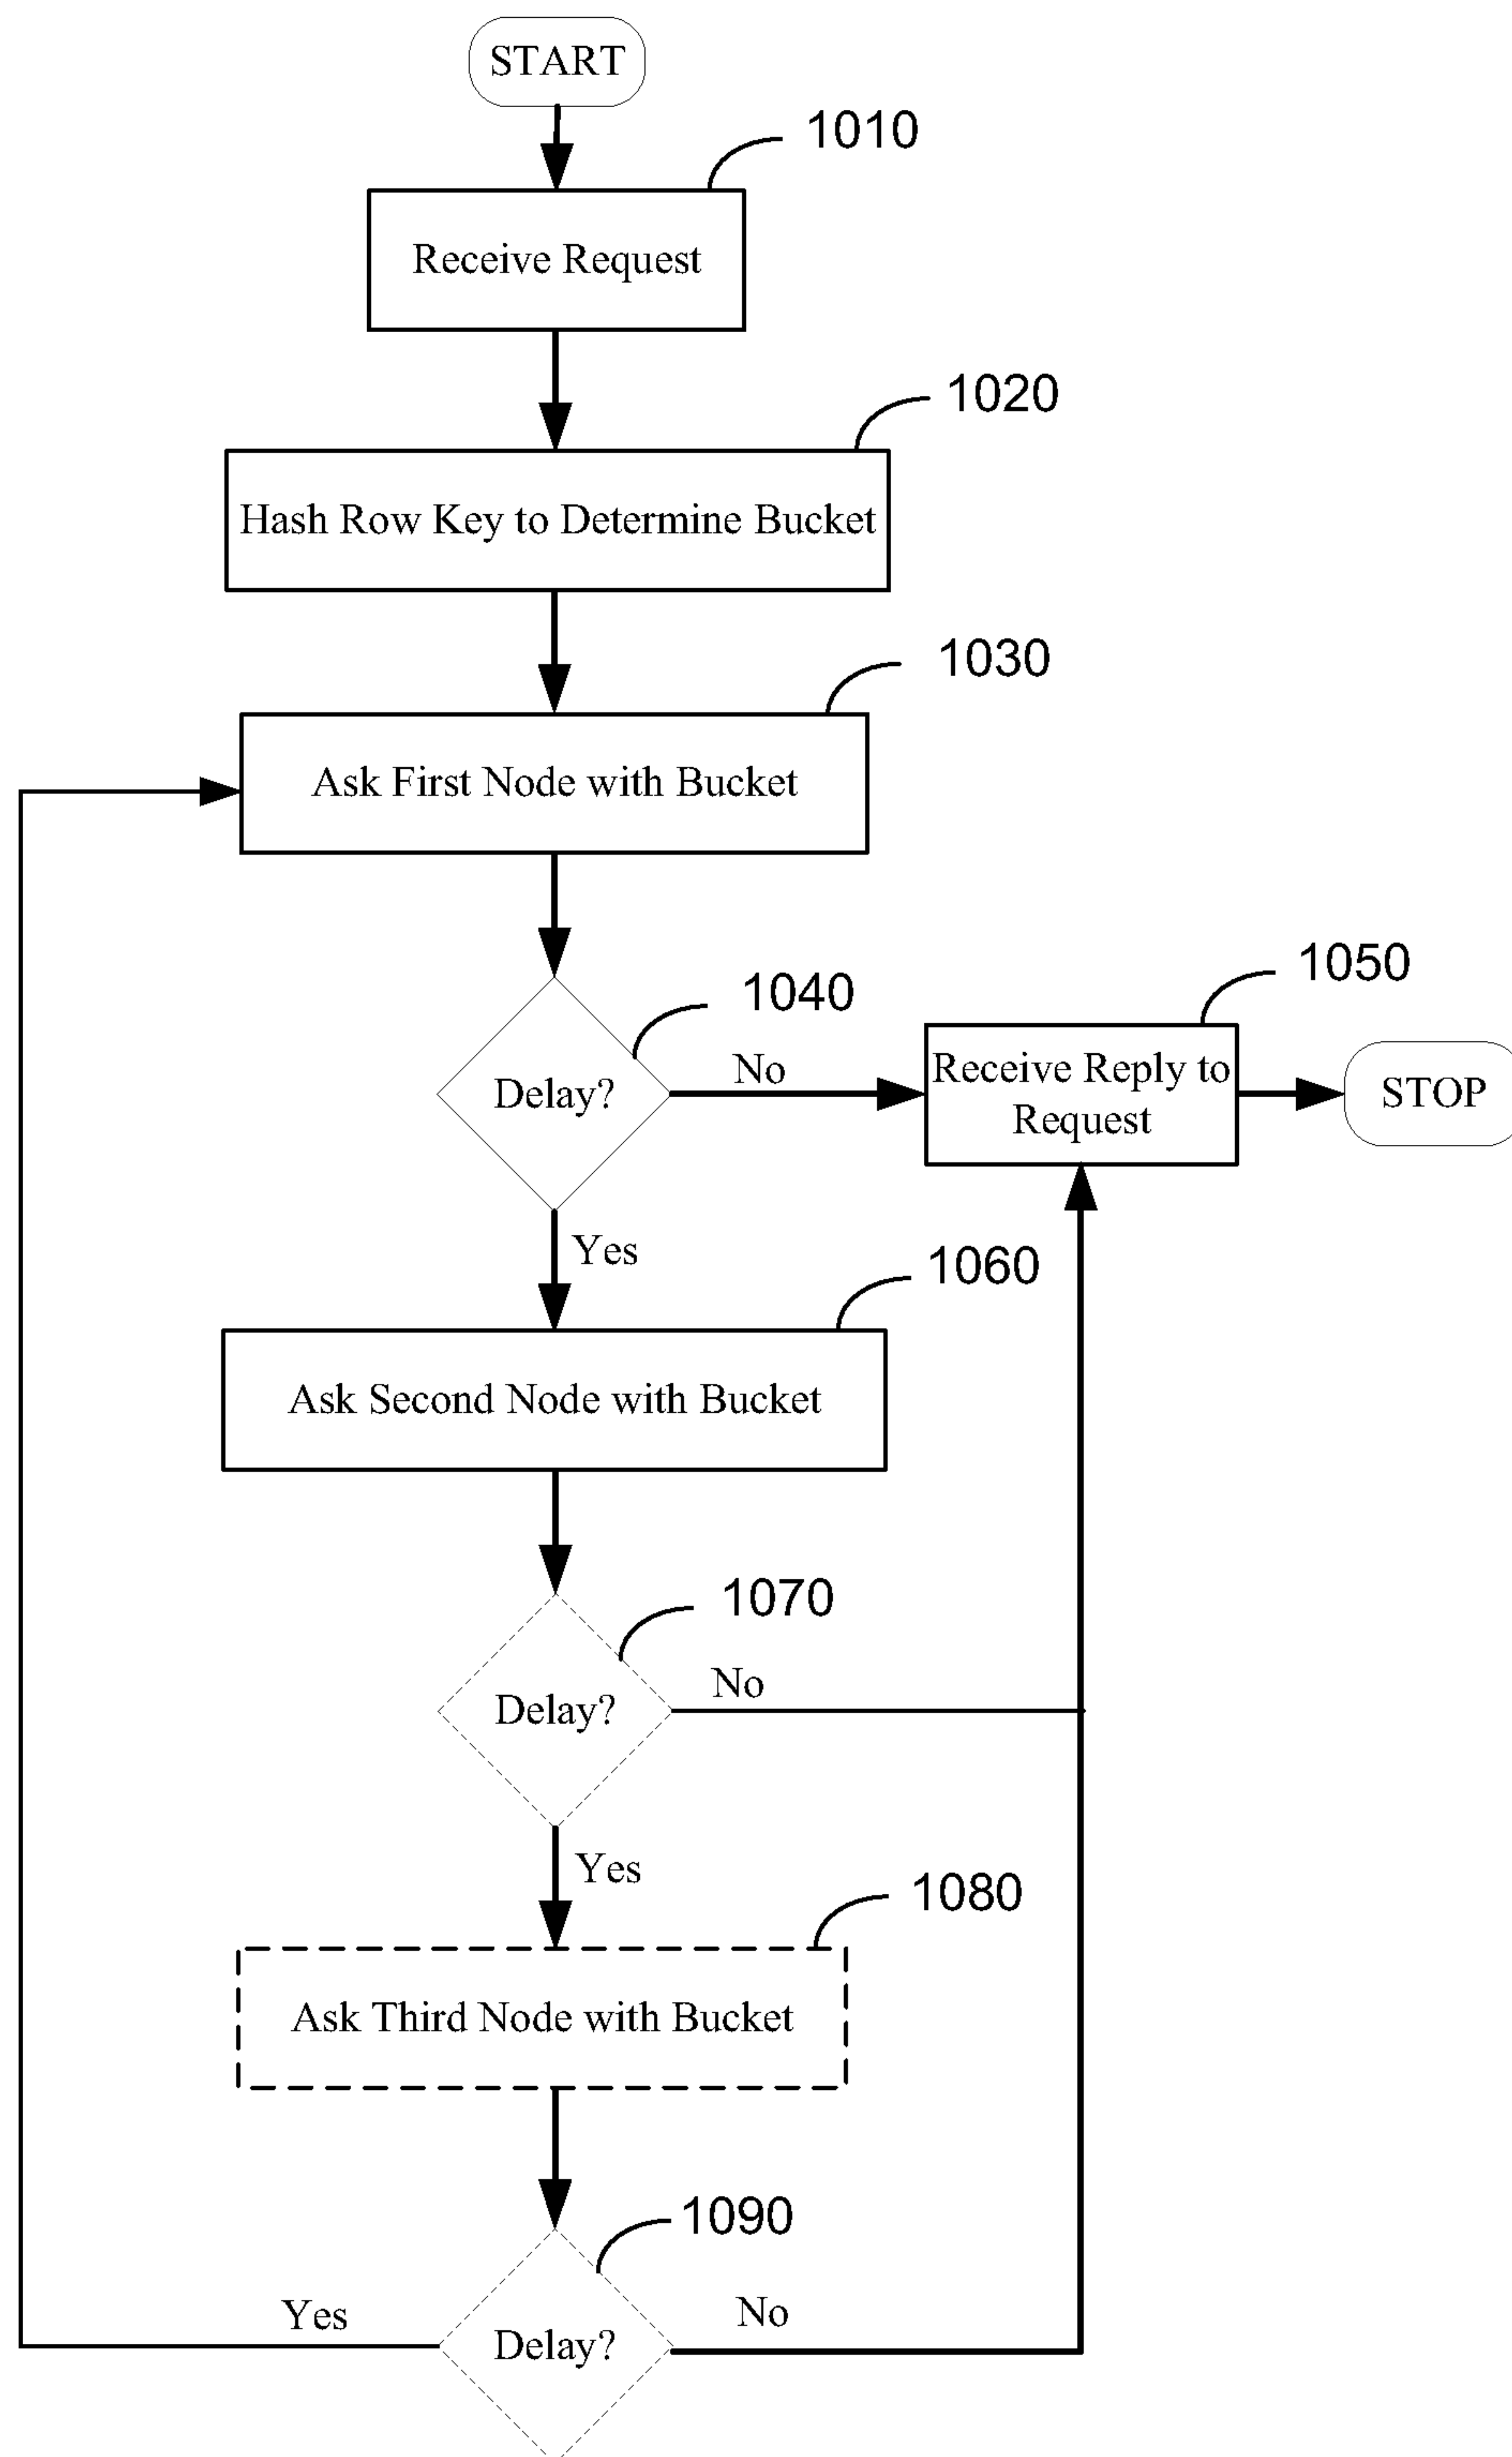 START
1010
Receive Request
1020
Hash Row Key to Determine Bucket
1030
Ask First Node with Bucket
1040
Delay?
No
1050
Receive Reply to
Request
STOP
Yes
1060
Ask Second Node with Bucket
1070
Delay?
No
Yes
1080
Ask Third Node with Bucket
1090
Delay?
Yes
No